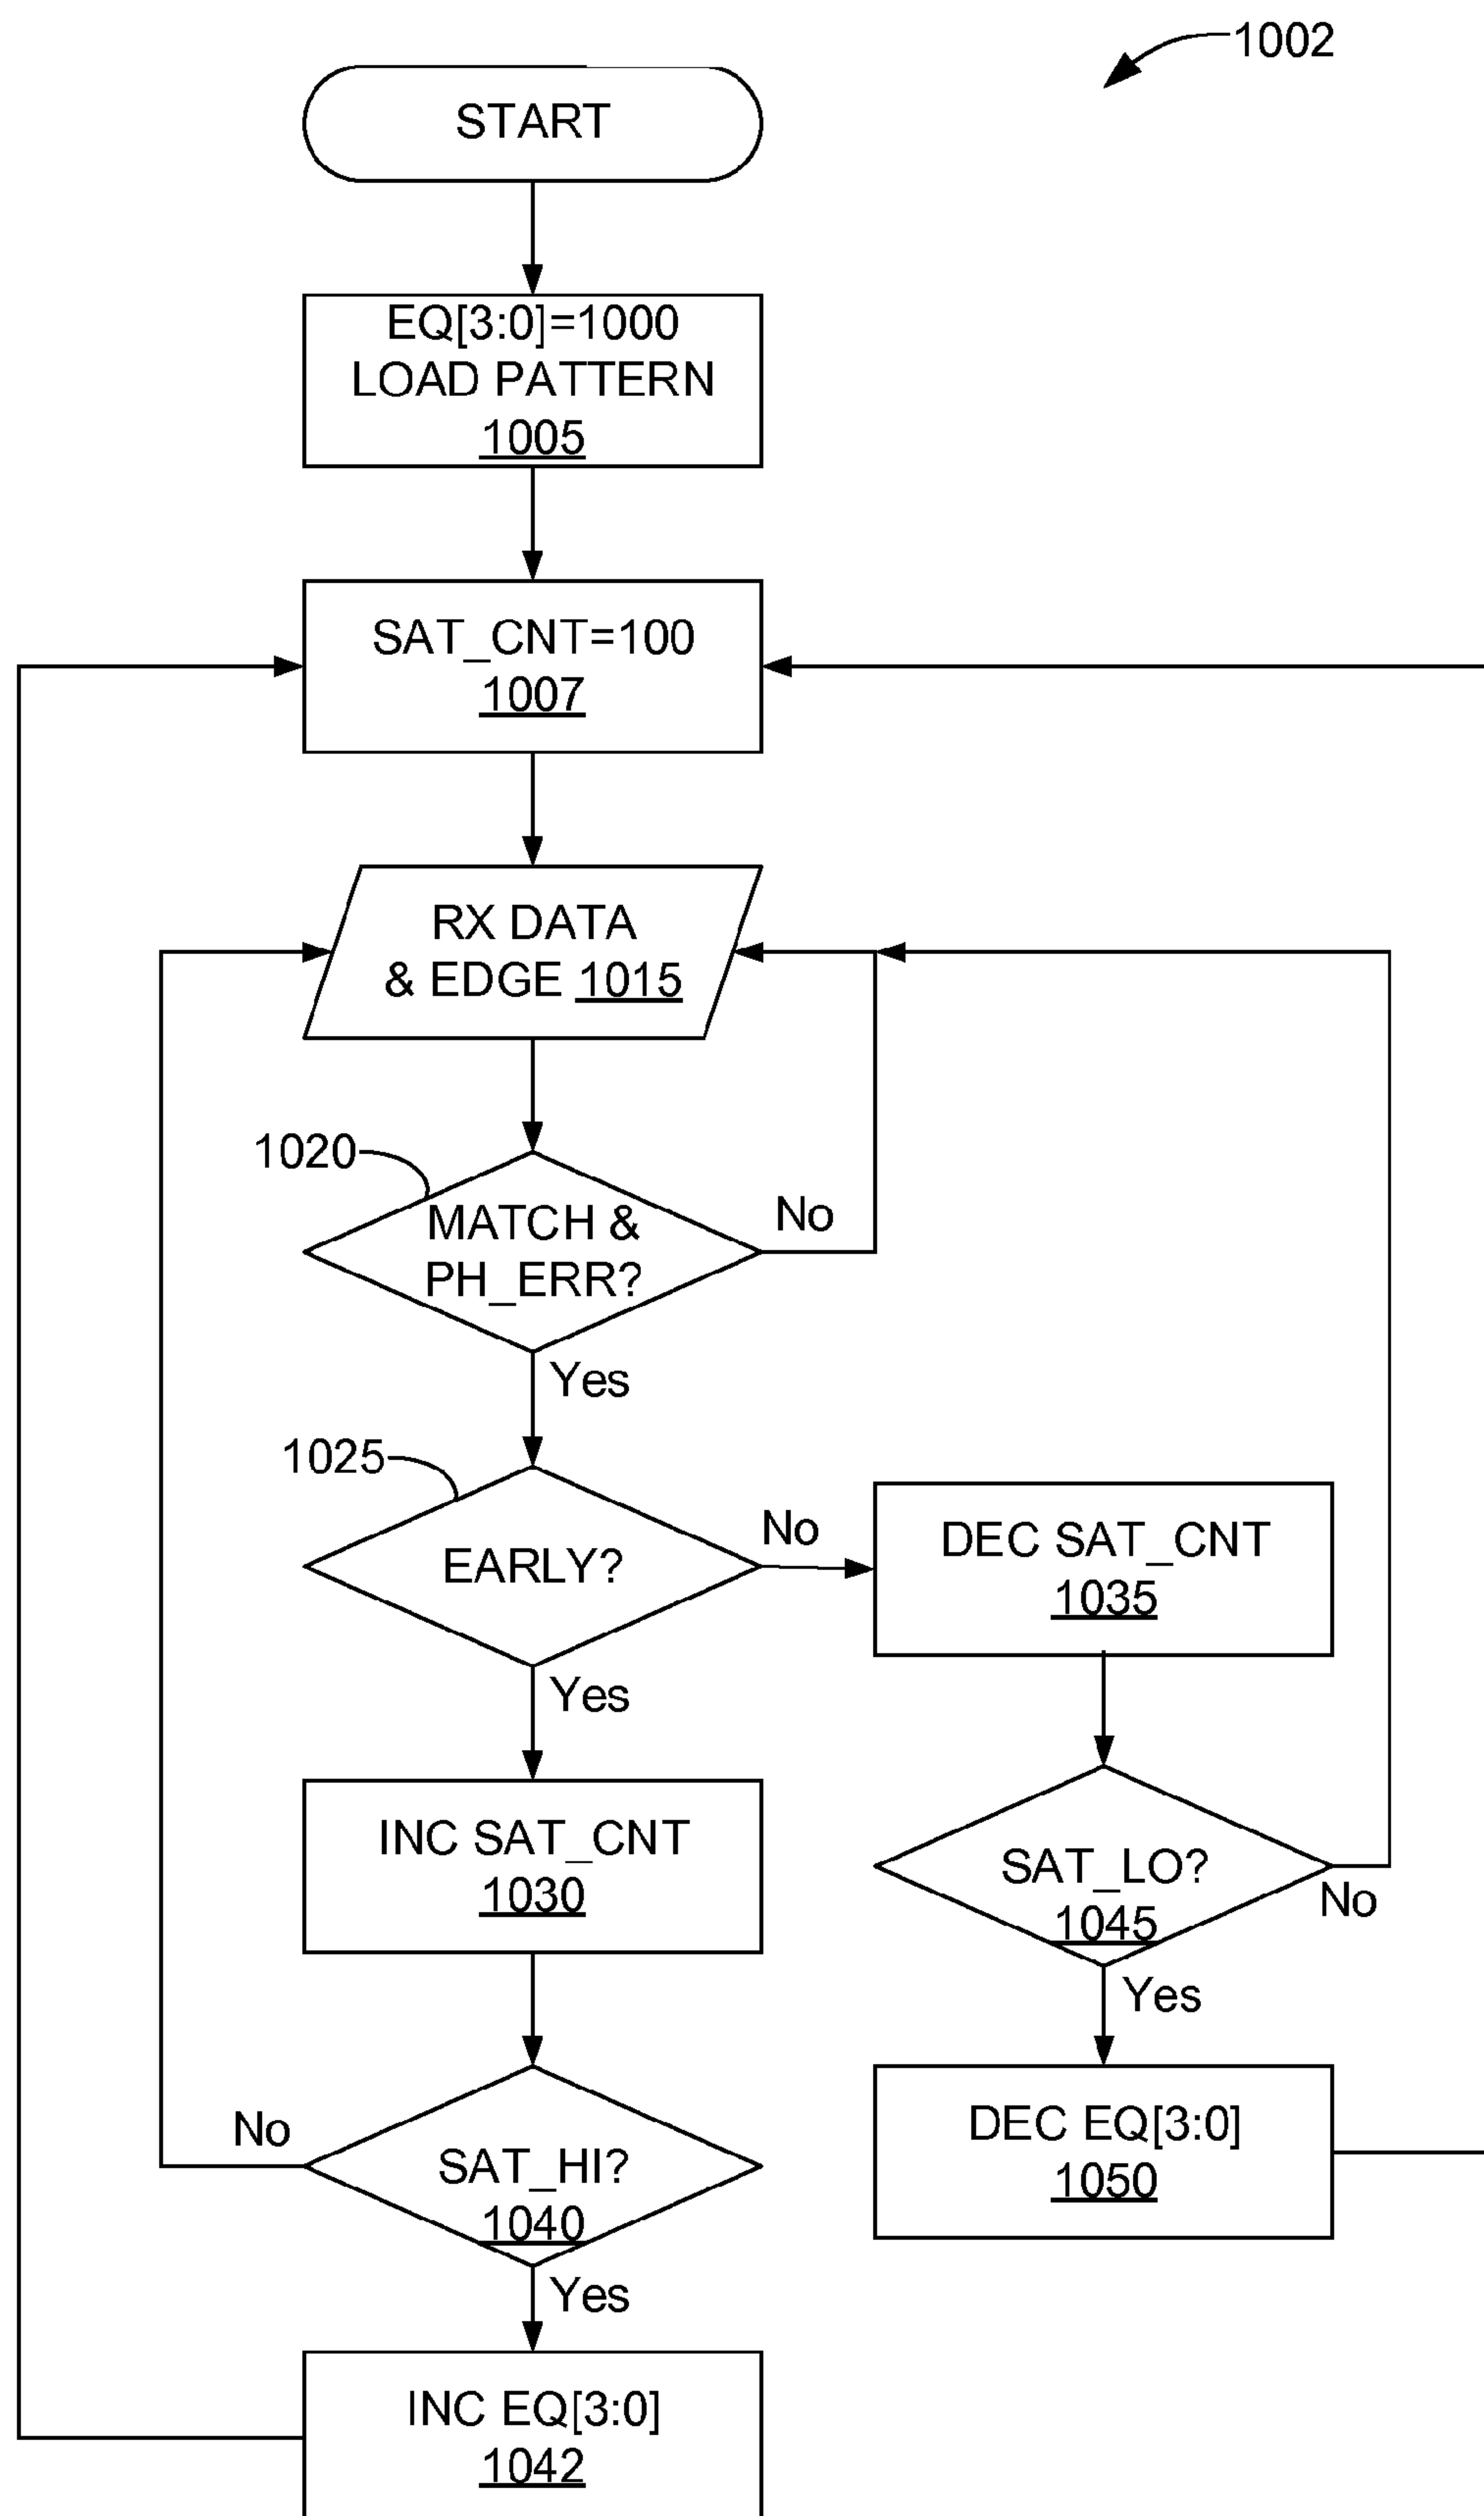 1002
START
EQ[3:0]=1000
LOAD PATTERN
1005
SAT_CNT=100
1007
RX DATA
& EDGE 1015
1020
MATCH &
PH_ERR?
No
Yes
1025
EARLY?
No
Yes
DEC SAT_CNT
1035
INC SAT_CNT
1030
SAT_LO?
1045
No
Yes
SAT_HI?
1040
No
Yes
DEC EQ[3:0]
1050
INC EQ[3:0]
1042